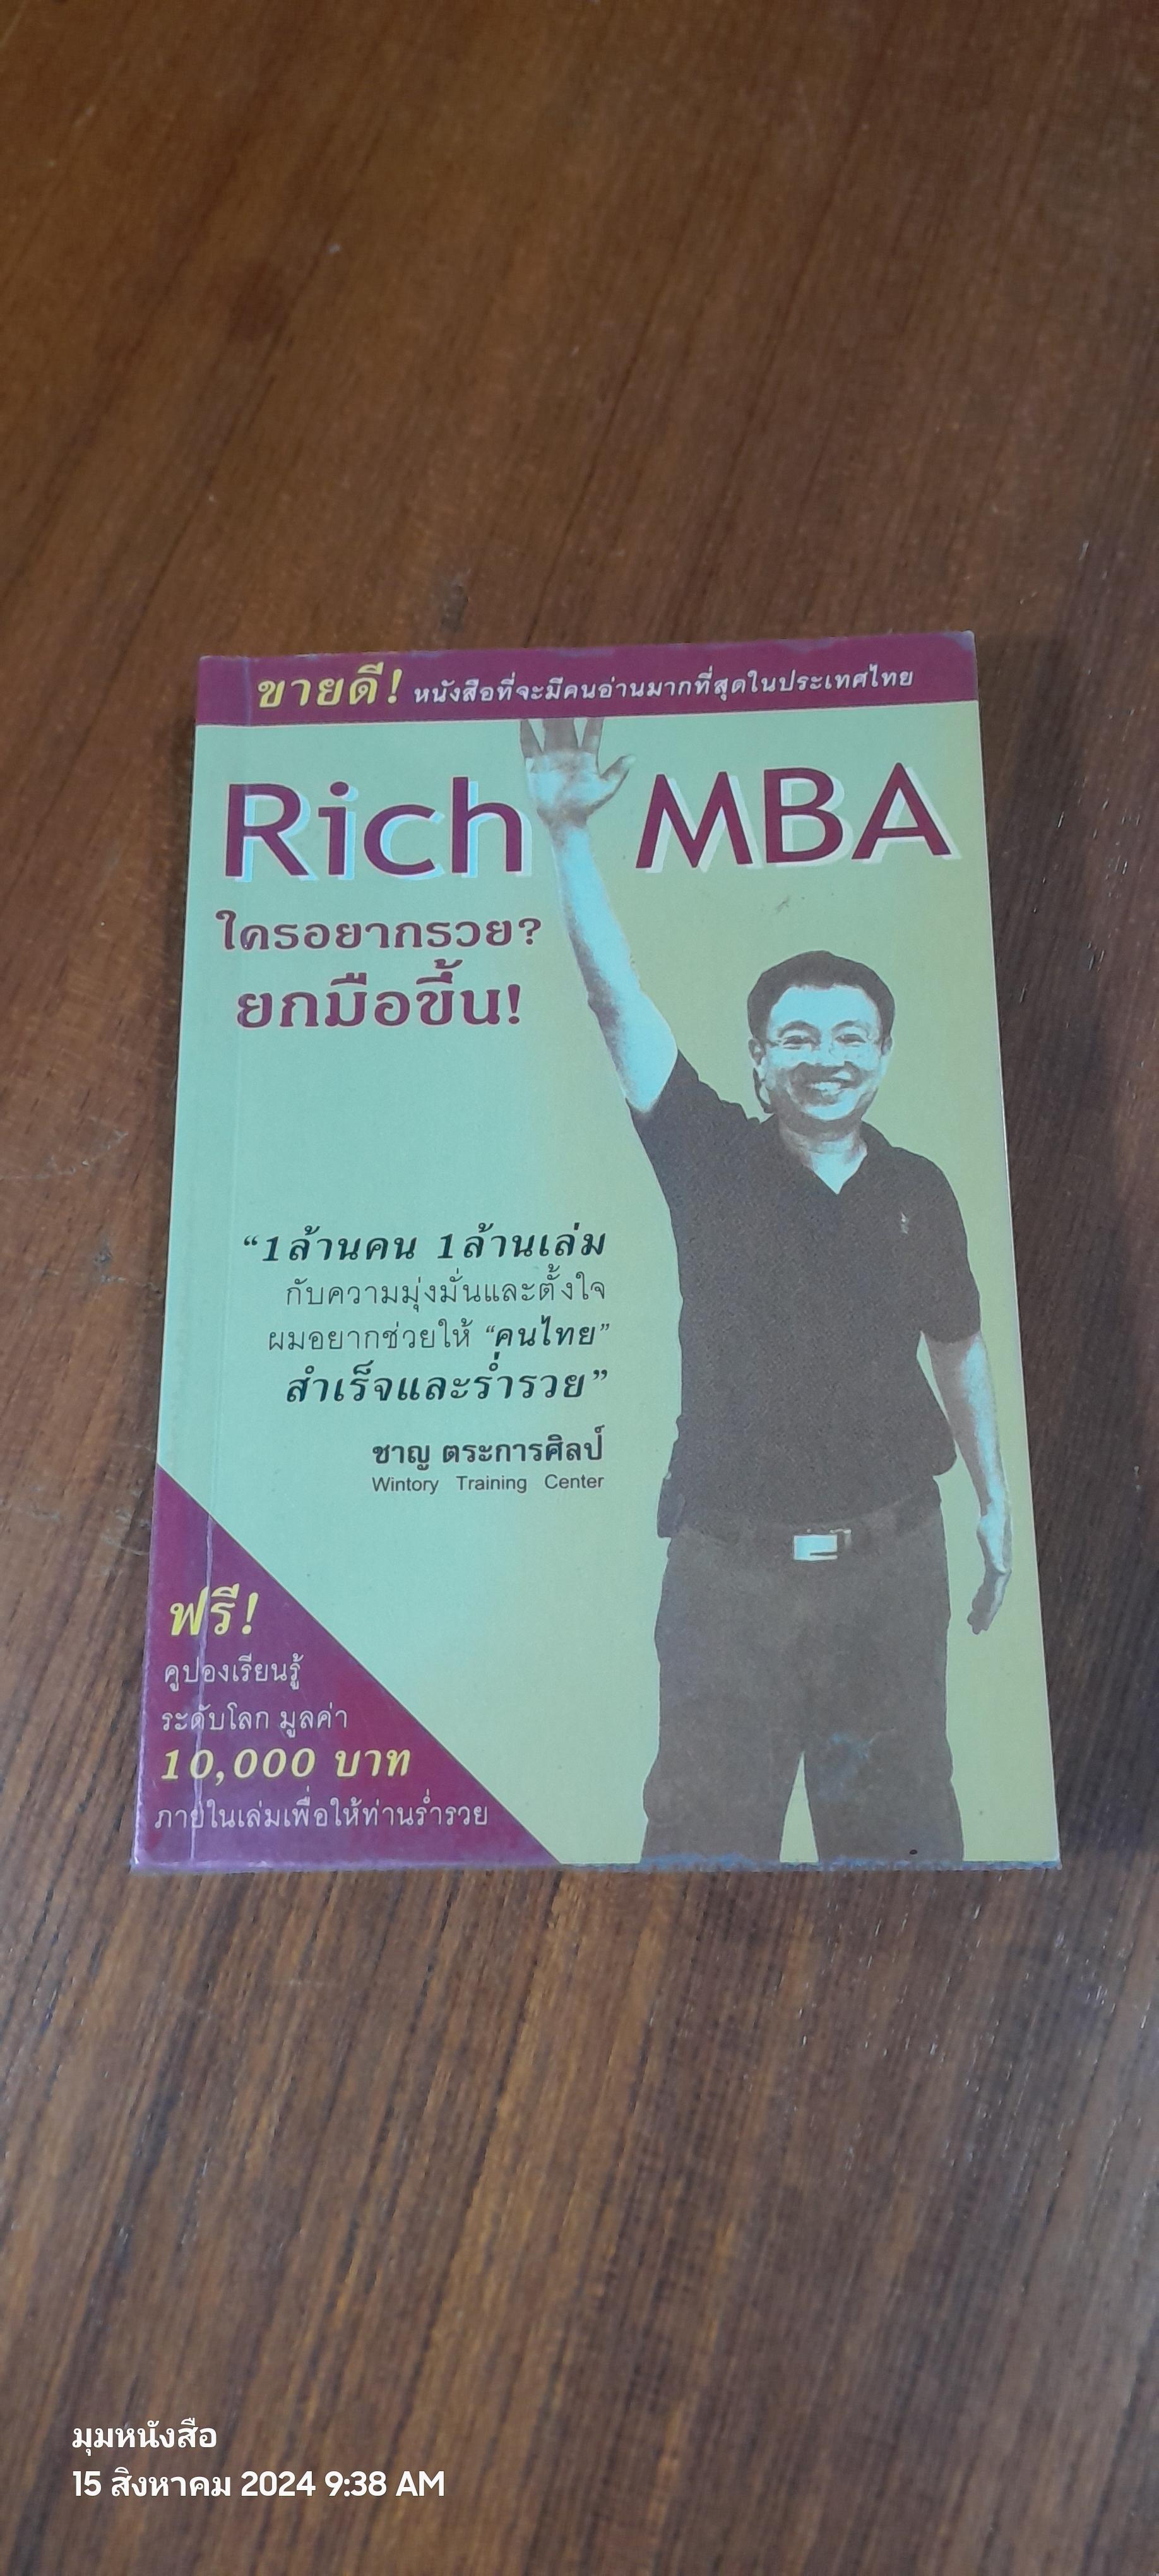 ขายดี! หนังสือที่จะมีคนอ่านมากที่สุดในประเทศไทย
Rich MBA
ใครอยากรวย?
ยกมือขึ้น!
“1ล้านคน 1ล้านเล่ม
กับความมุ่งมั่นและตั้งใจ
ผมอยากช่วยให้ “คนไทย”
สำเร็จและร่ำรวย”
ชาญ ตระการศิลป์
Wintory Training Center
ฟรี!
คูปองเรียนรู้
ระดับโลก มูลค่า
10,000 บาท
ภายในเล่มเพื่อให้ท่านร่ำรวย
มุมหนังสือ
15 สิงหาคม 2024 9:38 AM